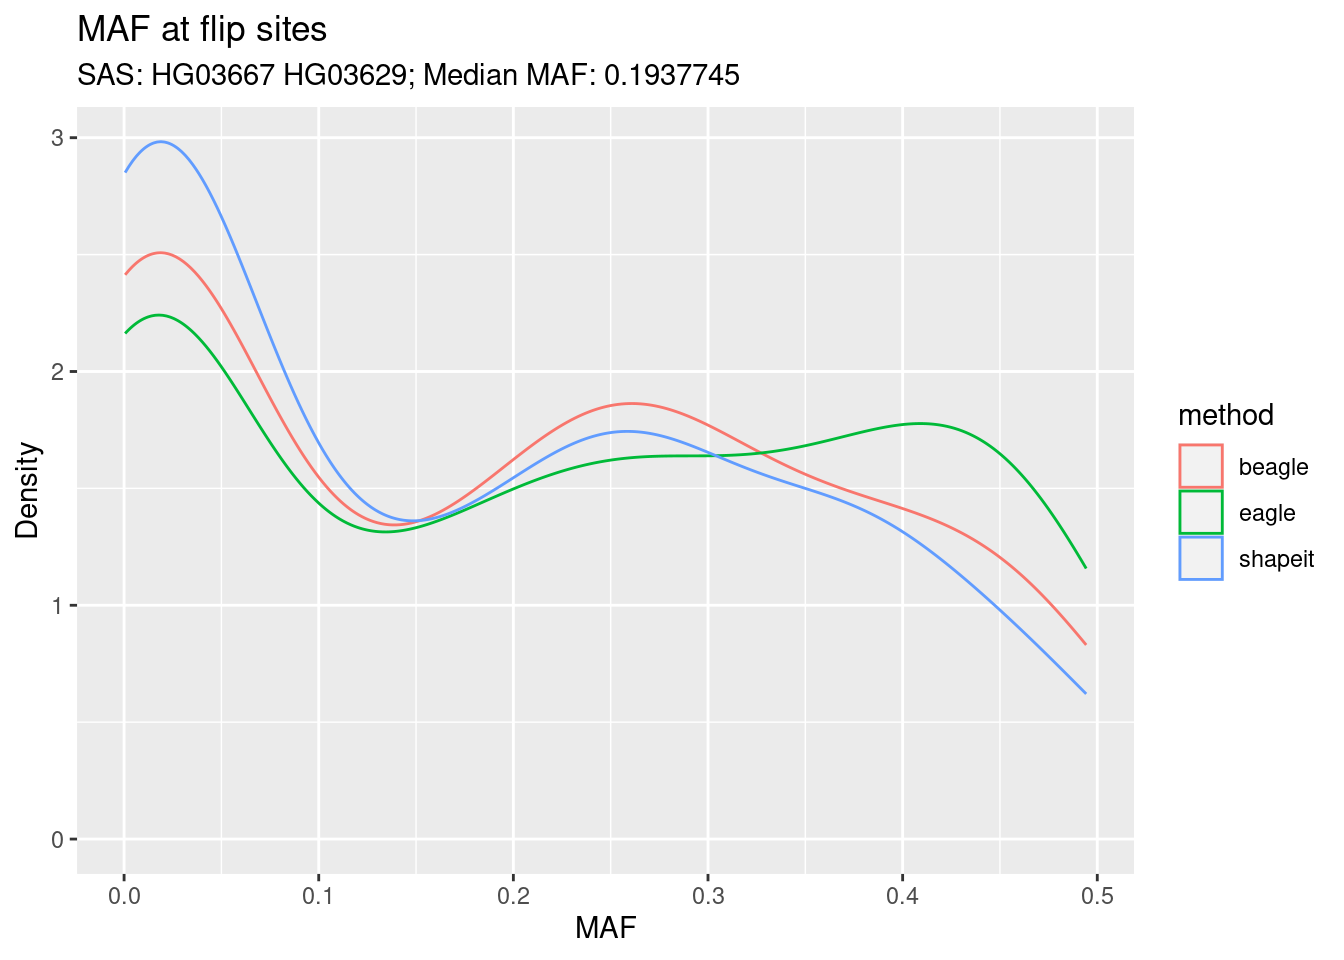 MAF at flip sites
SAS: HG03667 HG03629; Median MAF: 0.1937745
3
2
1
0
Density
0.0 0.1 0.2 0.3 0.4 0.5
MAF
method
beagle
eagle
shapeit